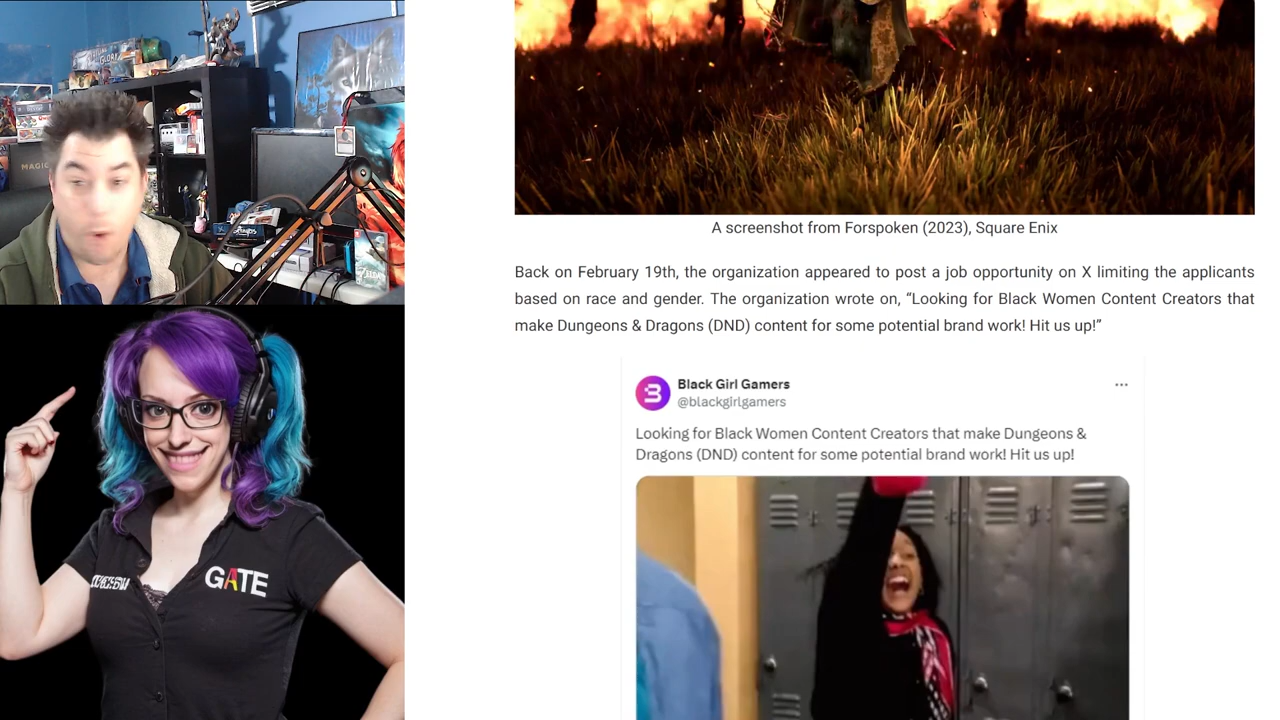 GLORY
MAGIC
ZELDA
GATE
A screenshot from Forspoken (2023), Square Enix
Back on February 19th, the organization appeared to post a job opportunity on X limiting the applicants
based on race and gender. The organization wrote on, “Looking for Black Women Content Creators that
make Dungeons & Dragons (DND) content for some potential brand work! Hit us up!”
Black Girl Gamers
@blackgirlgamers
Looking for Black Women Content Creators that make Dungeons &
Dragons (DND) content for some potential brand work! Hit us up!